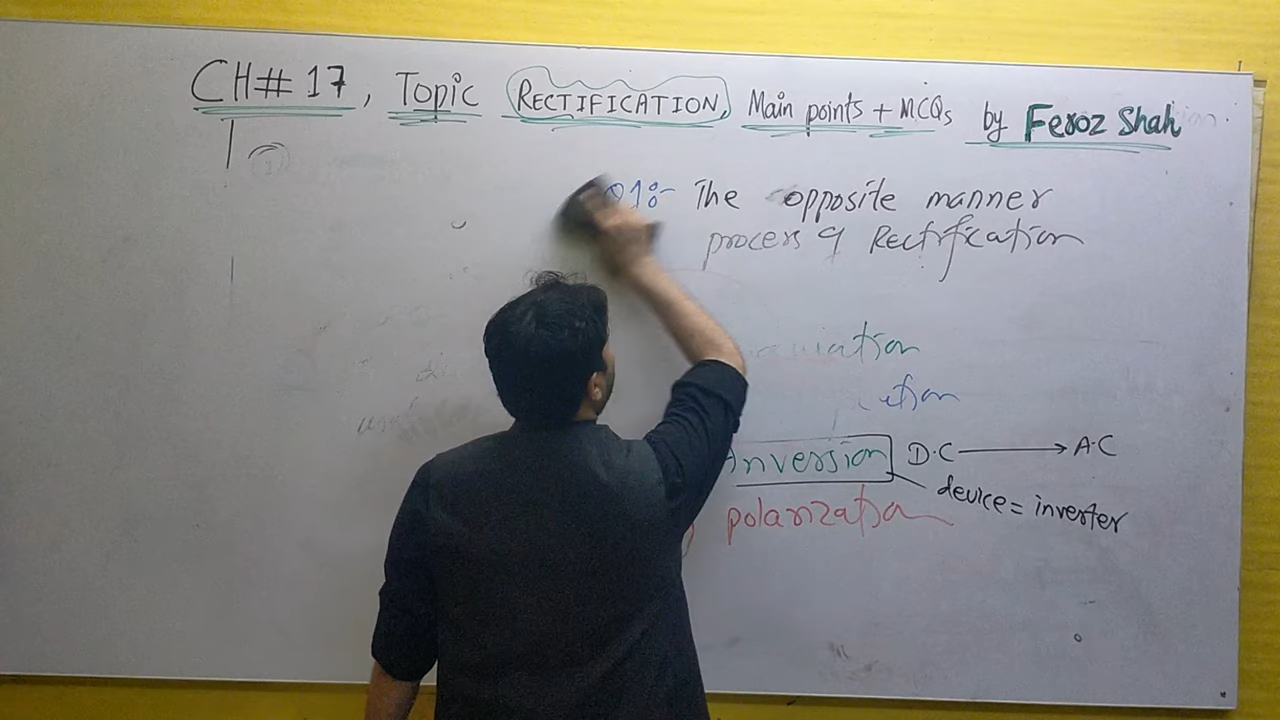 CH# 17, Topic RECTIFICATION, Main points + MCQs by Feroz Shah
01:- The opposite manner
process of Rectification
Inversion D.C → A.C
device = inverter
polarization